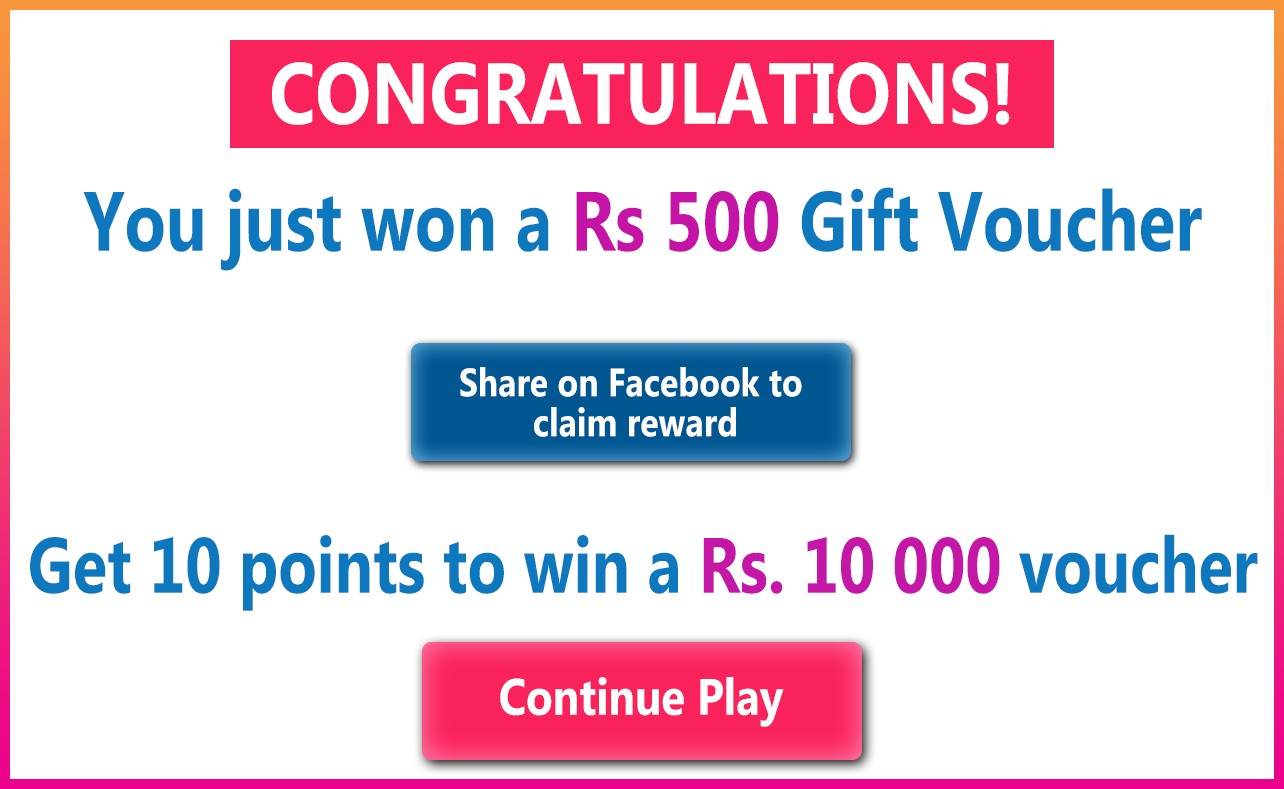 CONGRATULATIONS!
You just won a Rs 500 Gift Voucher
Share on Facebook to
claim reward
Get 10 points to win a Rs. 10 000 voucher
Continue Play